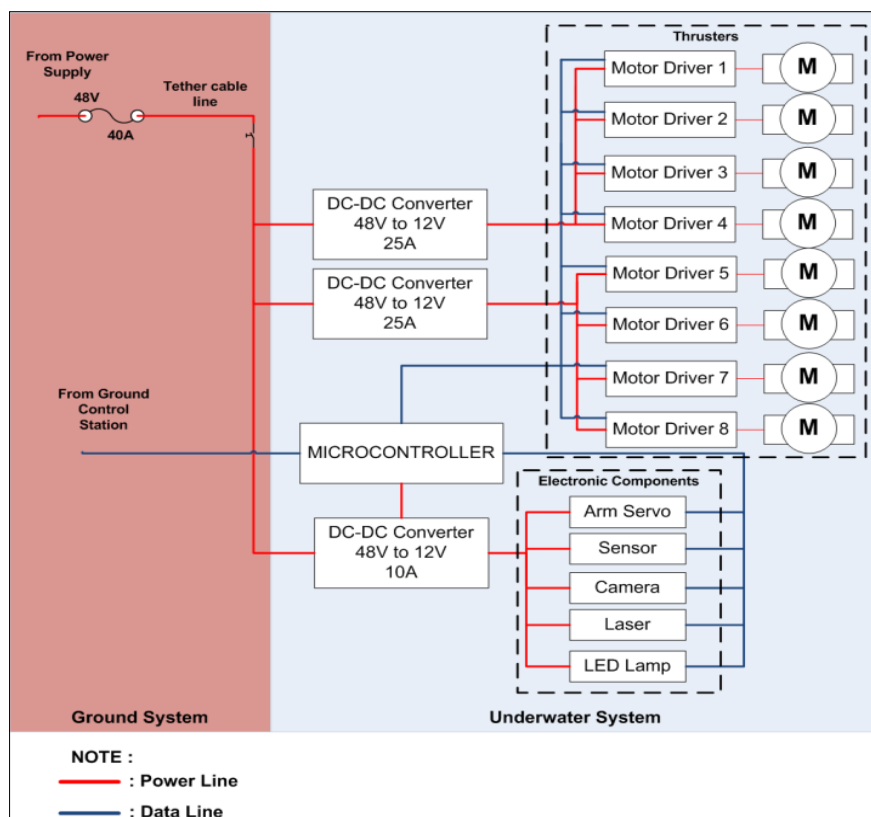 From Power
Supply
48V
40A
Tether cable
line
Thrusters
Motor Driver 1
M
Motor Driver 2
M
Motor Driver 3
M
Motor Driver 4
M
Motor Driver 5
M
Motor Driver 6
M
Motor Driver 7
M
Motor Driver 8
M
DC-DC Converter
48V to 12V
25A
DC-DC Converter
48V to 12V
25A
From Ground
Control
Station
MICROCONTROLLER
DC-DC Converter
48V to 12V
10A
Electronic Components
Arm Servo
Sensor
Camera
Laser
LED Lamp
Ground System
Underwater System
NOTE :
: Power Line
: Data Line